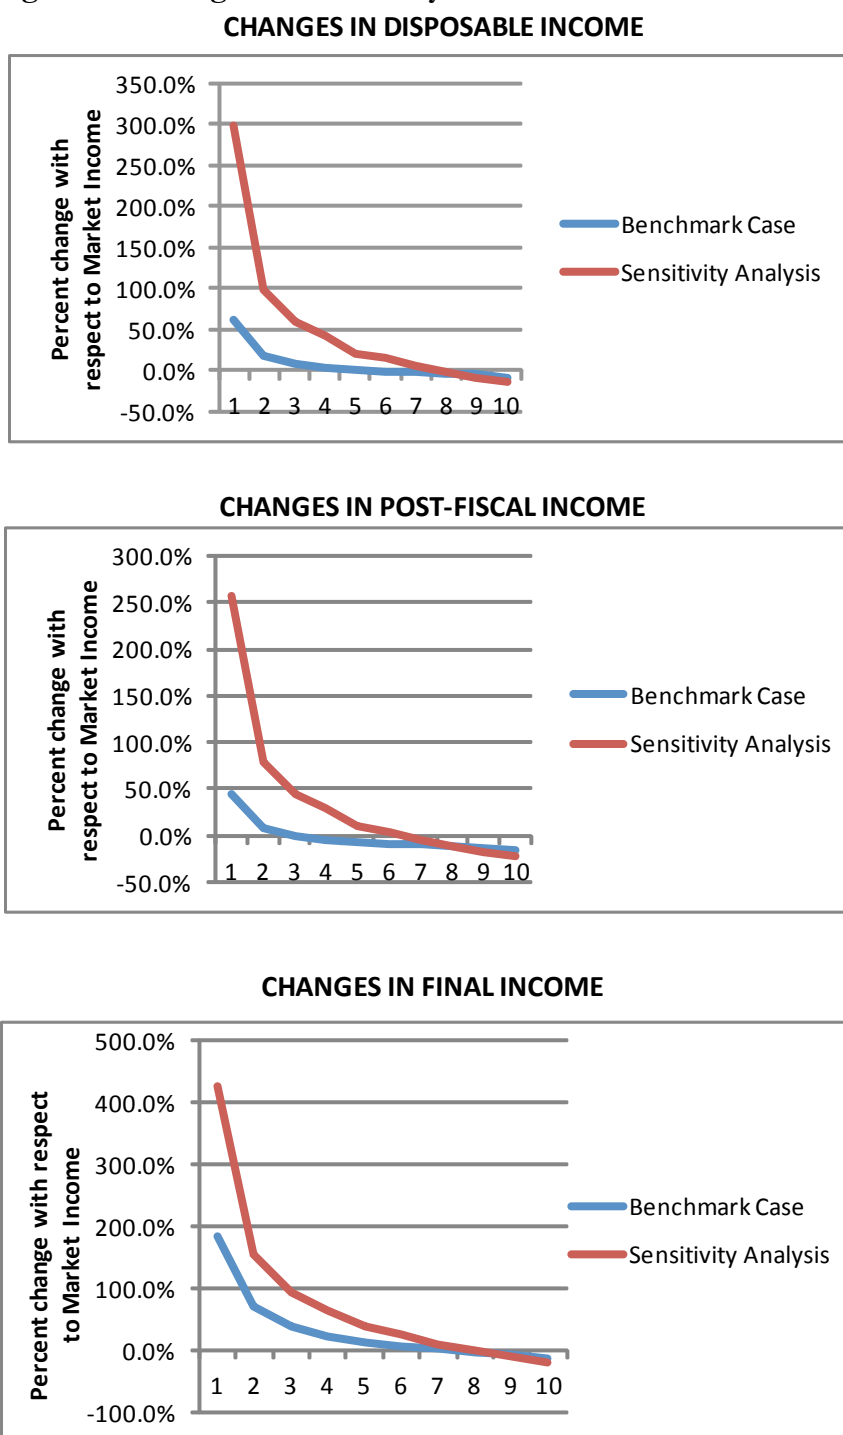 CHANGES IN DISPOSABLE INCOME
Percent change with
respect to Market Income
350.0%
300.0%
250.0%
200.0%
150.0%
100.0%
50.0%
0.0%
-50.0%
1 2 3 4 5 6 7 8 9 10
Benchmark Case
Sensitivity Analysis
CHANGES IN POST-FISCAL INCOME
Percent change with
respect to Market Income
300.0%
250.0%
200.0%
150.0%
100.0%
50.0%
0.0%
-50.0%
1 2 3 4 5 6 7 8 9 10
Benchmark Case
Sensitivity Analysis
CHANGES IN FINAL INCOME
Percent change with respect
to Market Income
500.0%
400.0%
300.0%
200.0%
100.0%
0.0%
-100.0%
1 2 3 4 5 6 7 8 9 10
Benchmark Case
Sensitivity Analysis